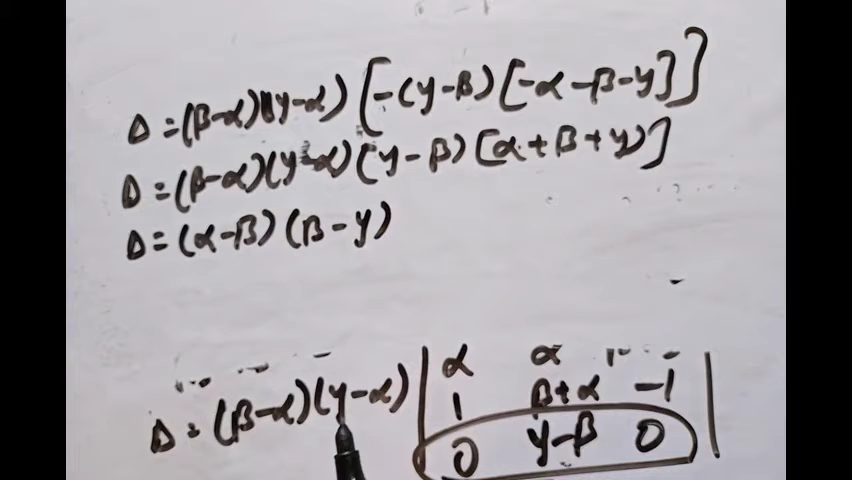 Δ = (β-α)(y-α) [-(y-β) [-α-β-y]]
Δ = (β-α)(y-α)(y-β) [α+β+y]
Δ = (α-β) (β-y)
α α
Δ = (β-α)(y-α) 1 β+α -1
0 y-β 0